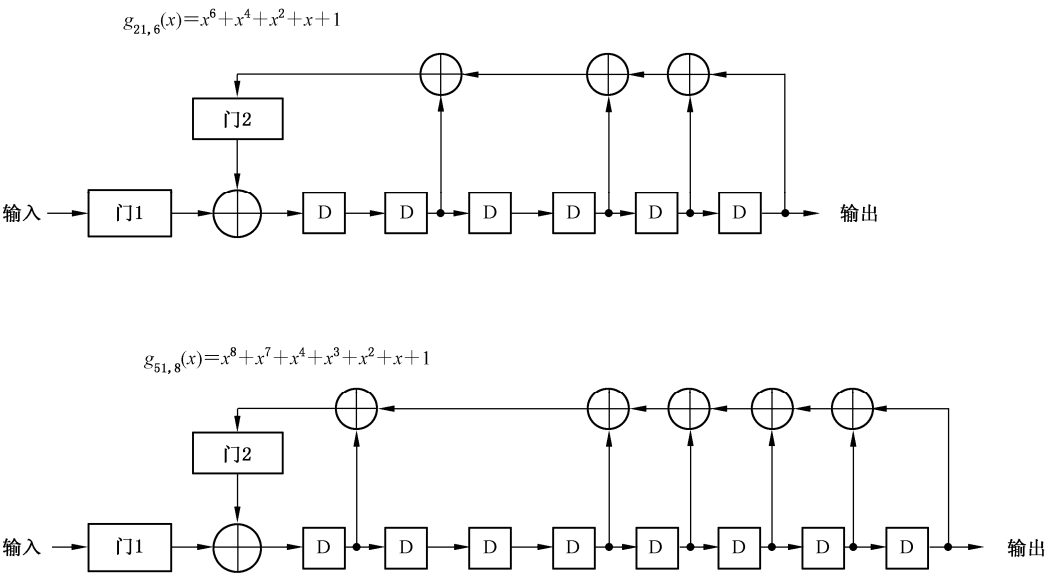 g₂₁,₆(x)=x⁶+x⁴+x²+x+1
门2
输入 门1 D D D D D D 输出
g₅₁,₈(x)=x⁸+x⁷+x⁴+x³+x²+x+1
门2
输入 门1 D D D D D D D D 输出